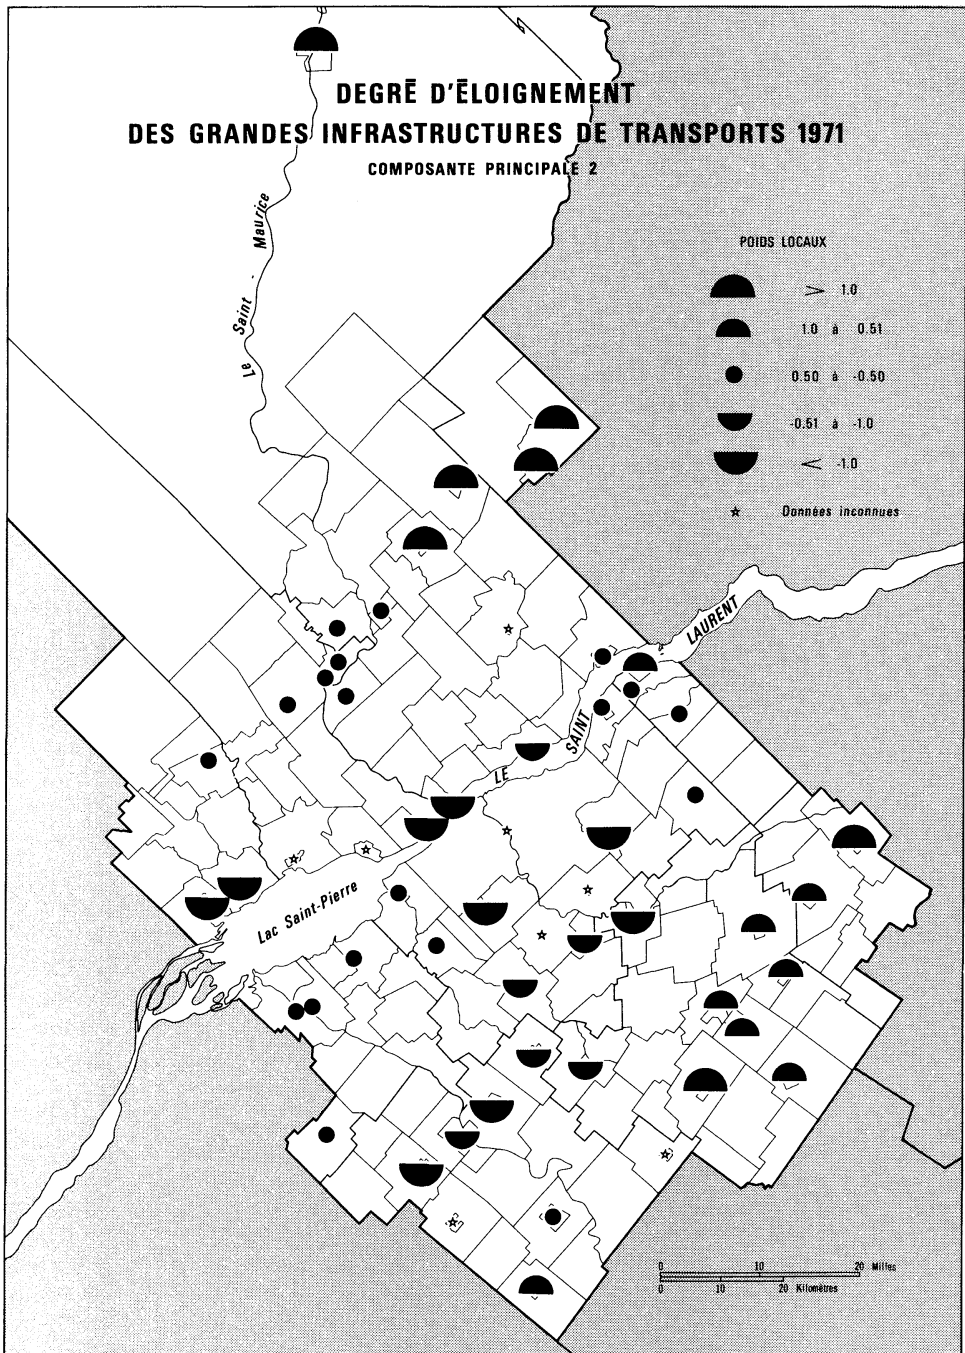 DEGRĒ D'ÉLOIGNEMENT
DES GRANDES INFRASTRUCTURES DE TRANSPORTS 1971
COMPOSANTE PRINCIPALE 2
Le Saint - Maurice
POIDS LOCAUX
> 1.0
1.0 à 0.51
0.50 à -0.50
-0.51 à -1.0
< -1.0
Données inconnues
LE SAINT LAURENT
Lac Saint-Pierre
0 10 20 Milles
0 10 20 Kilomètres